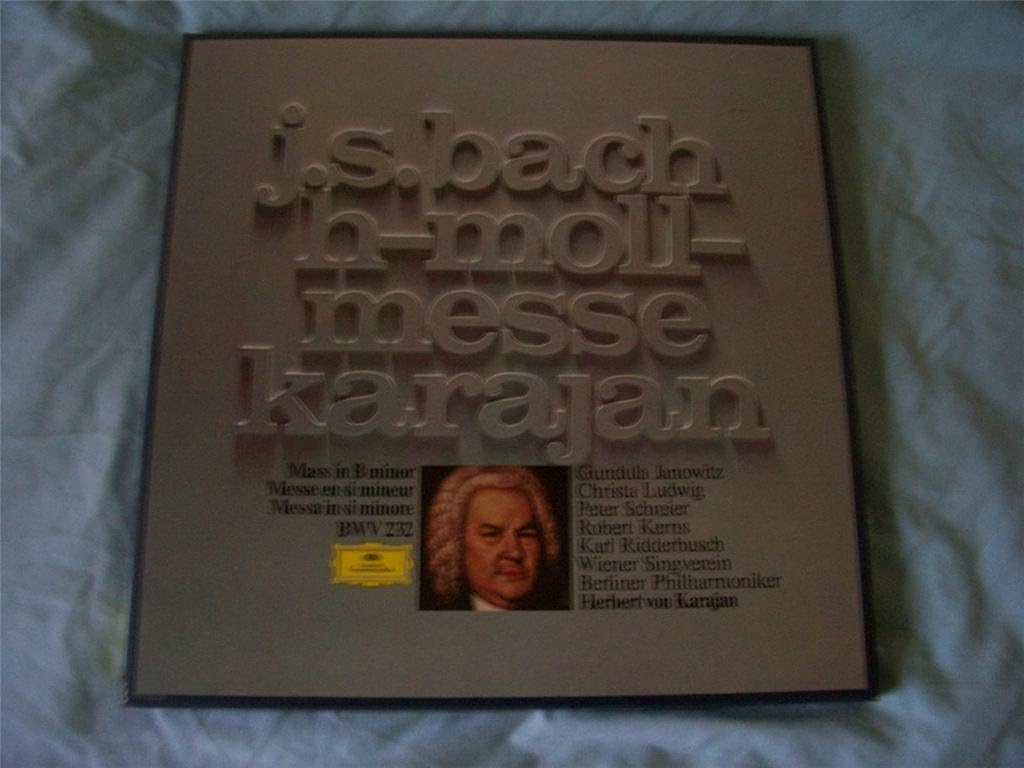 j.s.bach
h-moll-
messe
karajan
Mass in B minor
Messe en si mineur
Messa in si minore
BWV 232
Gundula Janowitz
Christa Ludwig
Peter Schreier
Robert Kerns
Karl Ridderbusch
Wiener Singverein
Berliner Philharmoniker
Herbert von Karajan